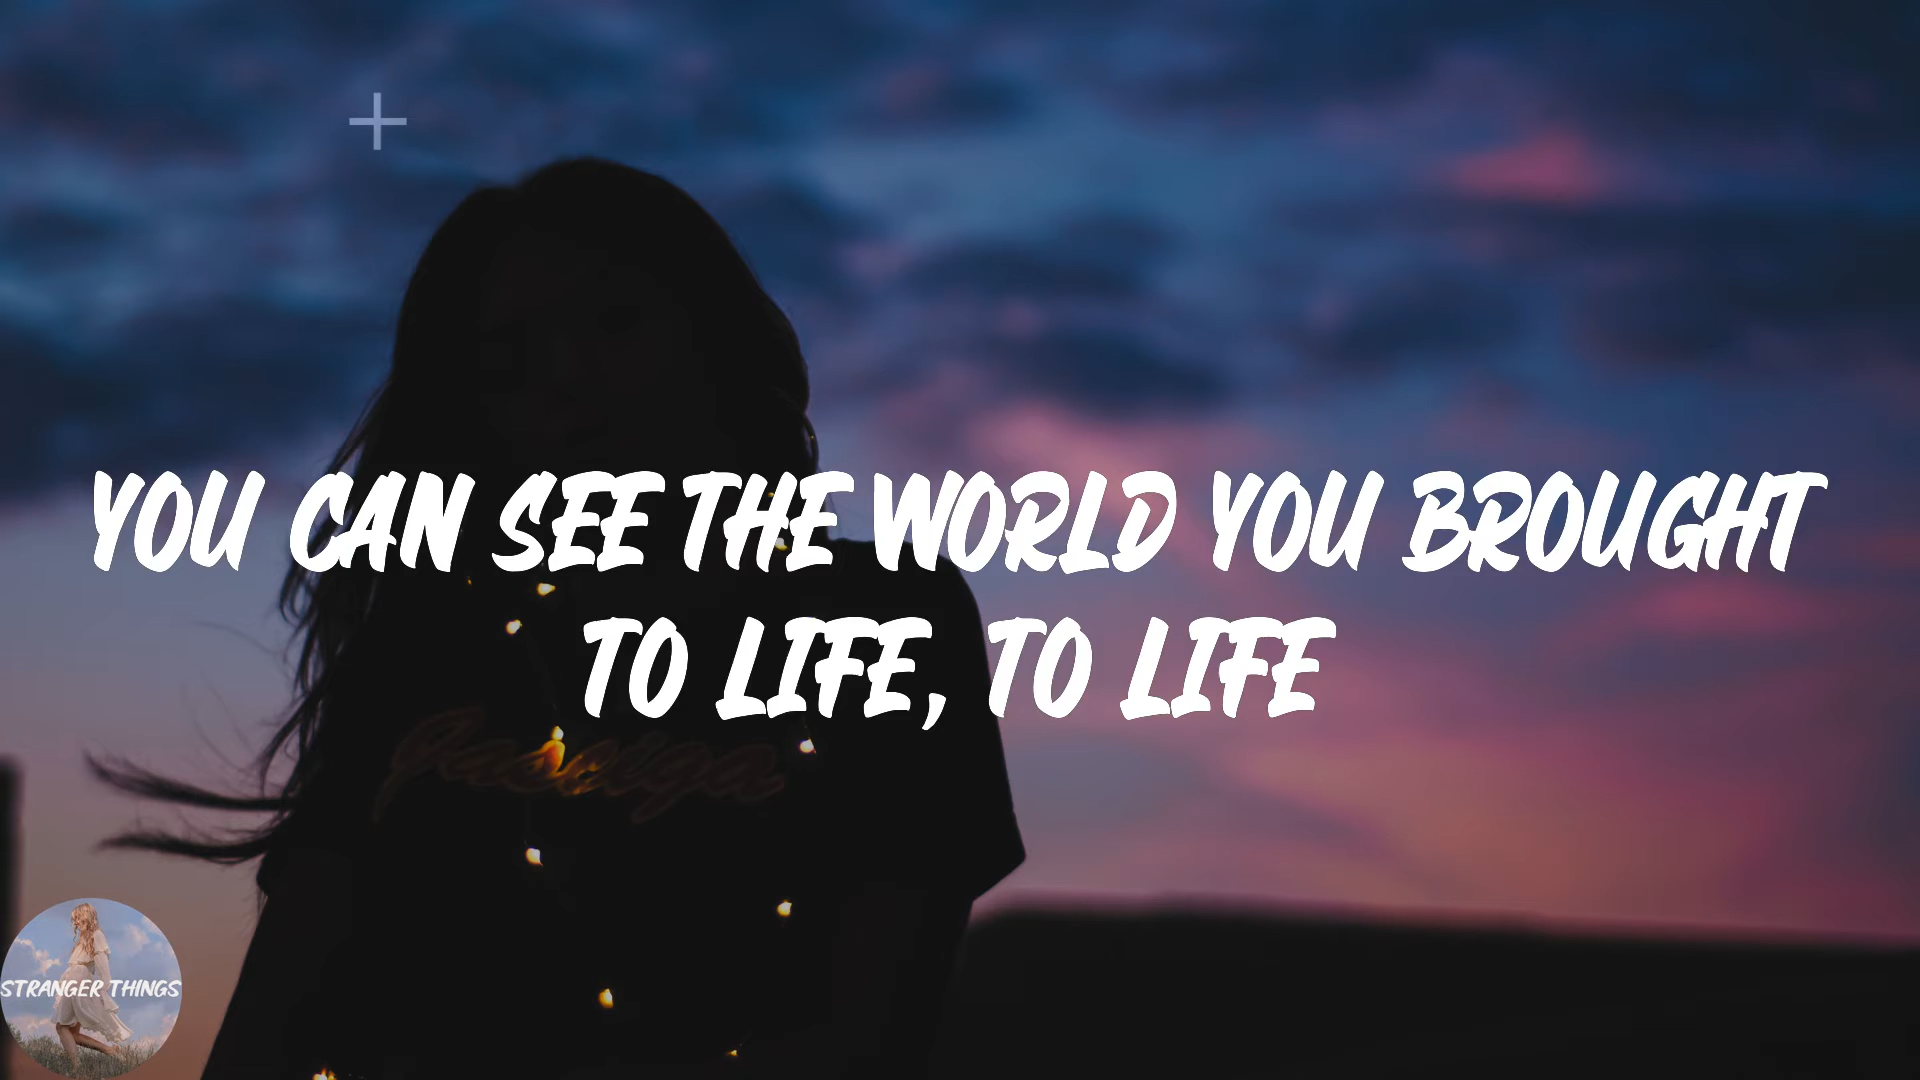 YOU CAN SEE THE WORLD YOU BROUGHT
TO LIFE, TO LIFE
STRANGER THINGS